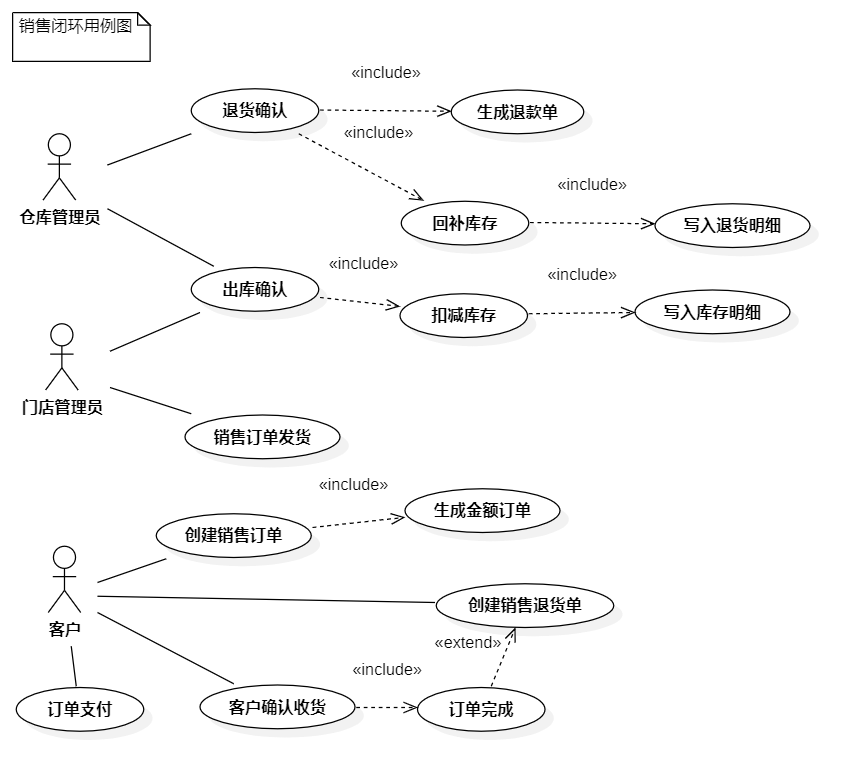 销售闭环用例图
«include»
退货确认
生成退款单
«include»
«include»
仓库管理员
回补库存
写入退货明细
«include»
«include»
出库确认
扣减库存
写入库存明细
门店管理员
销售订单发货
«include»
生成金额订单
创建销售订单
创建销售退货单
客户
«extend»
«include»
订单支付
客户确认收货
订单完成